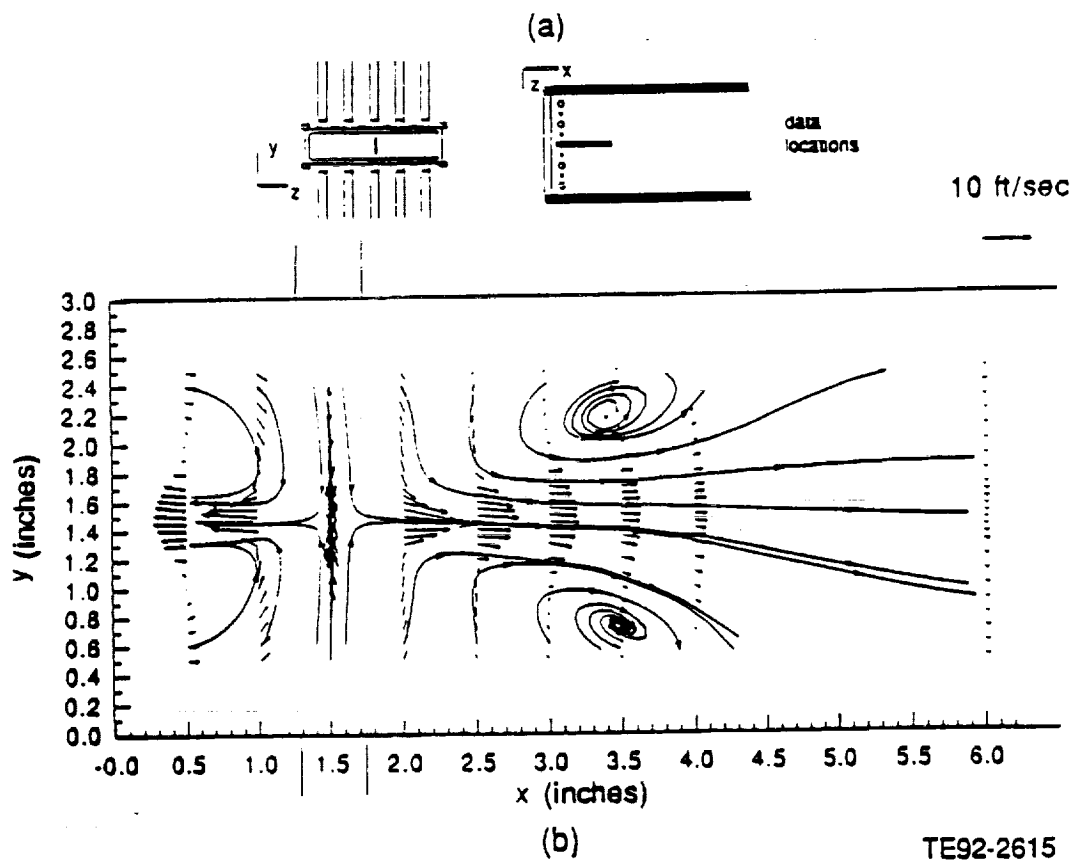 (a)
y
z
x
z
data
locations
10 ft/sec
3.0
2.8
2.6
2.4
2.2
2.0
1.8
1.6
1.4
1.2
1.0
0.8
0.6
0.4
0.2
0.0
y (inches)
-0.0 0.5 1.0 1.5 2.0 2.5 3.0 3.5 4.0 4.5 5.0 5.5 6.0
x (inches)
(b)
TE92-2615